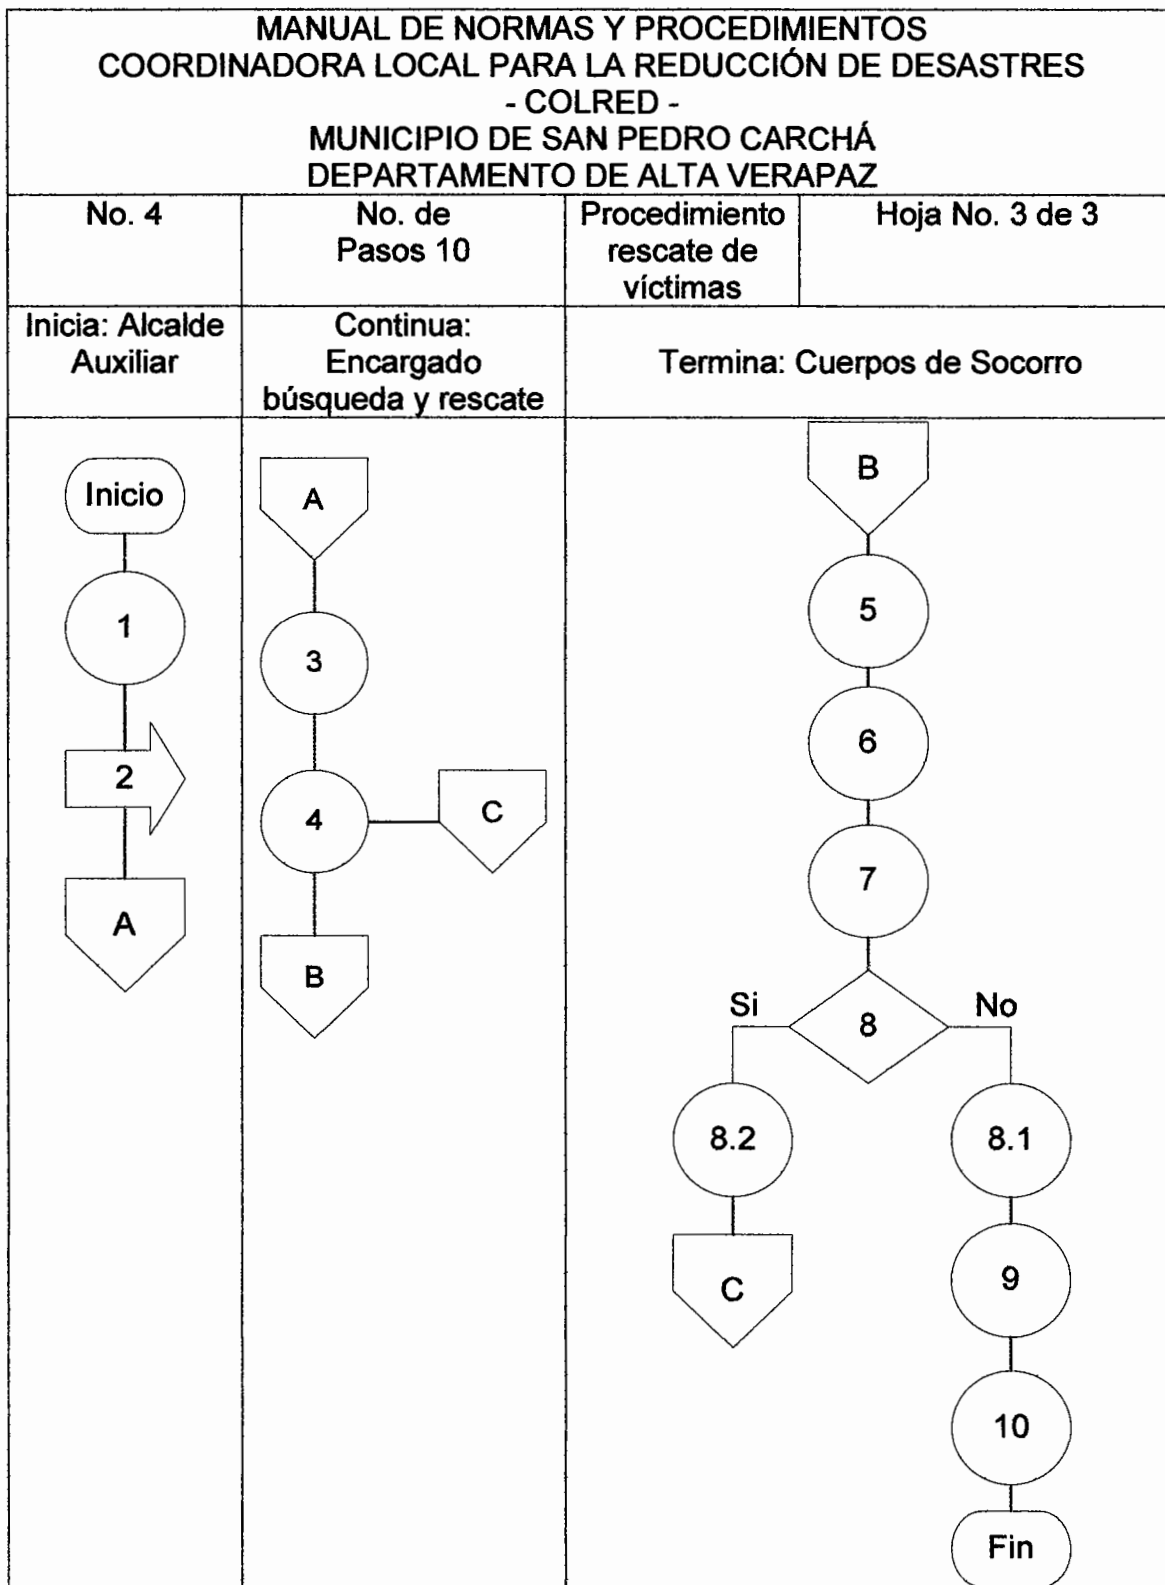 MANUAL DE NORMAS Y PROCEDIMIENTOS
COORDINADORA LOCAL PARA LA REDUCCIÓN DE DESASTRES
- COLRED -
MUNICIPIO DE SAN PEDRO CARCHÁ
DEPARTAMENTO DE ALTA VERAPAZ
No. 4
No. de
Pasos 10
Procedimiento
rescate de
víctimas
Hoja No. 3 de 3
Inicia: Alcalde
Auxiliar
Continua:
Encargado
búsqueda y rescate
Termina: Cuerpos de Socorro
Inicio
1
2
A
A
3
4
C
B
B
5
6
7
8
Si
No
8.2
8.1
C
9
10
Fin